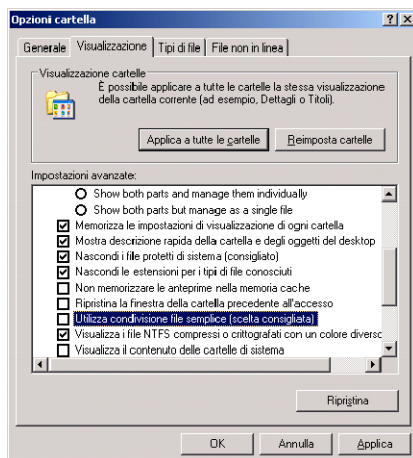 Opzioni cartella
Generale Visualizzazione Tipi di file File non in linea
Visualizzazione cartelle
È possibile applicare a tutte le cartelle la stessa visualizzazione
della cartella corrente (ad esempio, Dettagli o Titoli).
Applica a tutte le cartelle Reimposta cartelle
Impostazioni avanzate:
Show both parts and manage them individually
Show both parts but manage as a single file
Memorizza le impostazioni di visualizzazione di ogni cartella
Mostra descrizione rapida della cartella e degli oggetti del desktop
Nascondi i file protetti di sistema (consigliato)
Nascondi le estensioni per i tipi di file conosciuti
Non memorizzare le anteprime nella memoria cache
Ripristina la finestra della cartella precedente all'accesso
Utilizza condivisione file semplice (scelta consigliata)
Visualizza i file NTFS compressi o crittografati con un colore diverso
Visualizza il contenuto delle cartelle di sistema
Ripristina
OK Annulla Applica